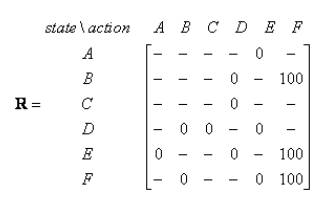 state \ action A B C D E F
A – – – – 0 –
B – – – 0 – 100
R = C – – – 0 – –
D – 0 0 – 0 –
E 0 – – 0 – 100
F – 0 – – 0 100